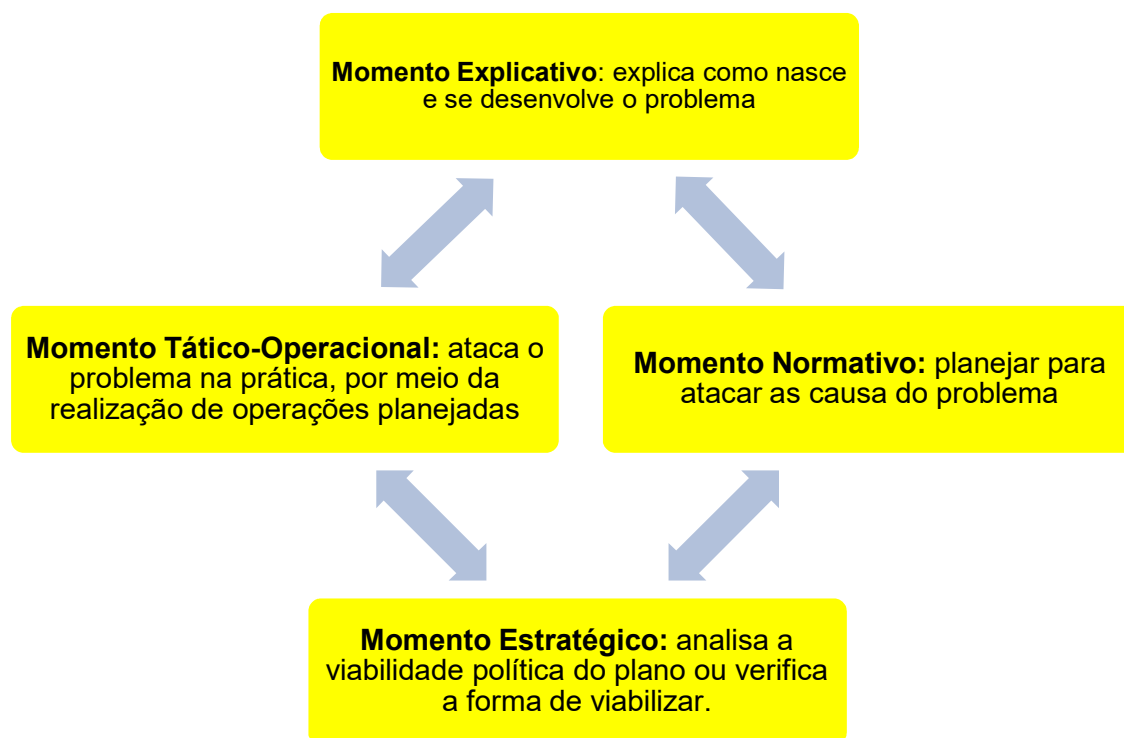 Momento Explicativo: explica como nasce
e se desenvolve o problema
Momento Tático-Operacional: ataca o
problema na prática, por meio da
realização de operações planejadas
Momento Normativo: planejar para
atacar as causa do problema
Momento Estratégico: analisa a
viabilidade política do plano ou verifica
a forma de viabilizar.